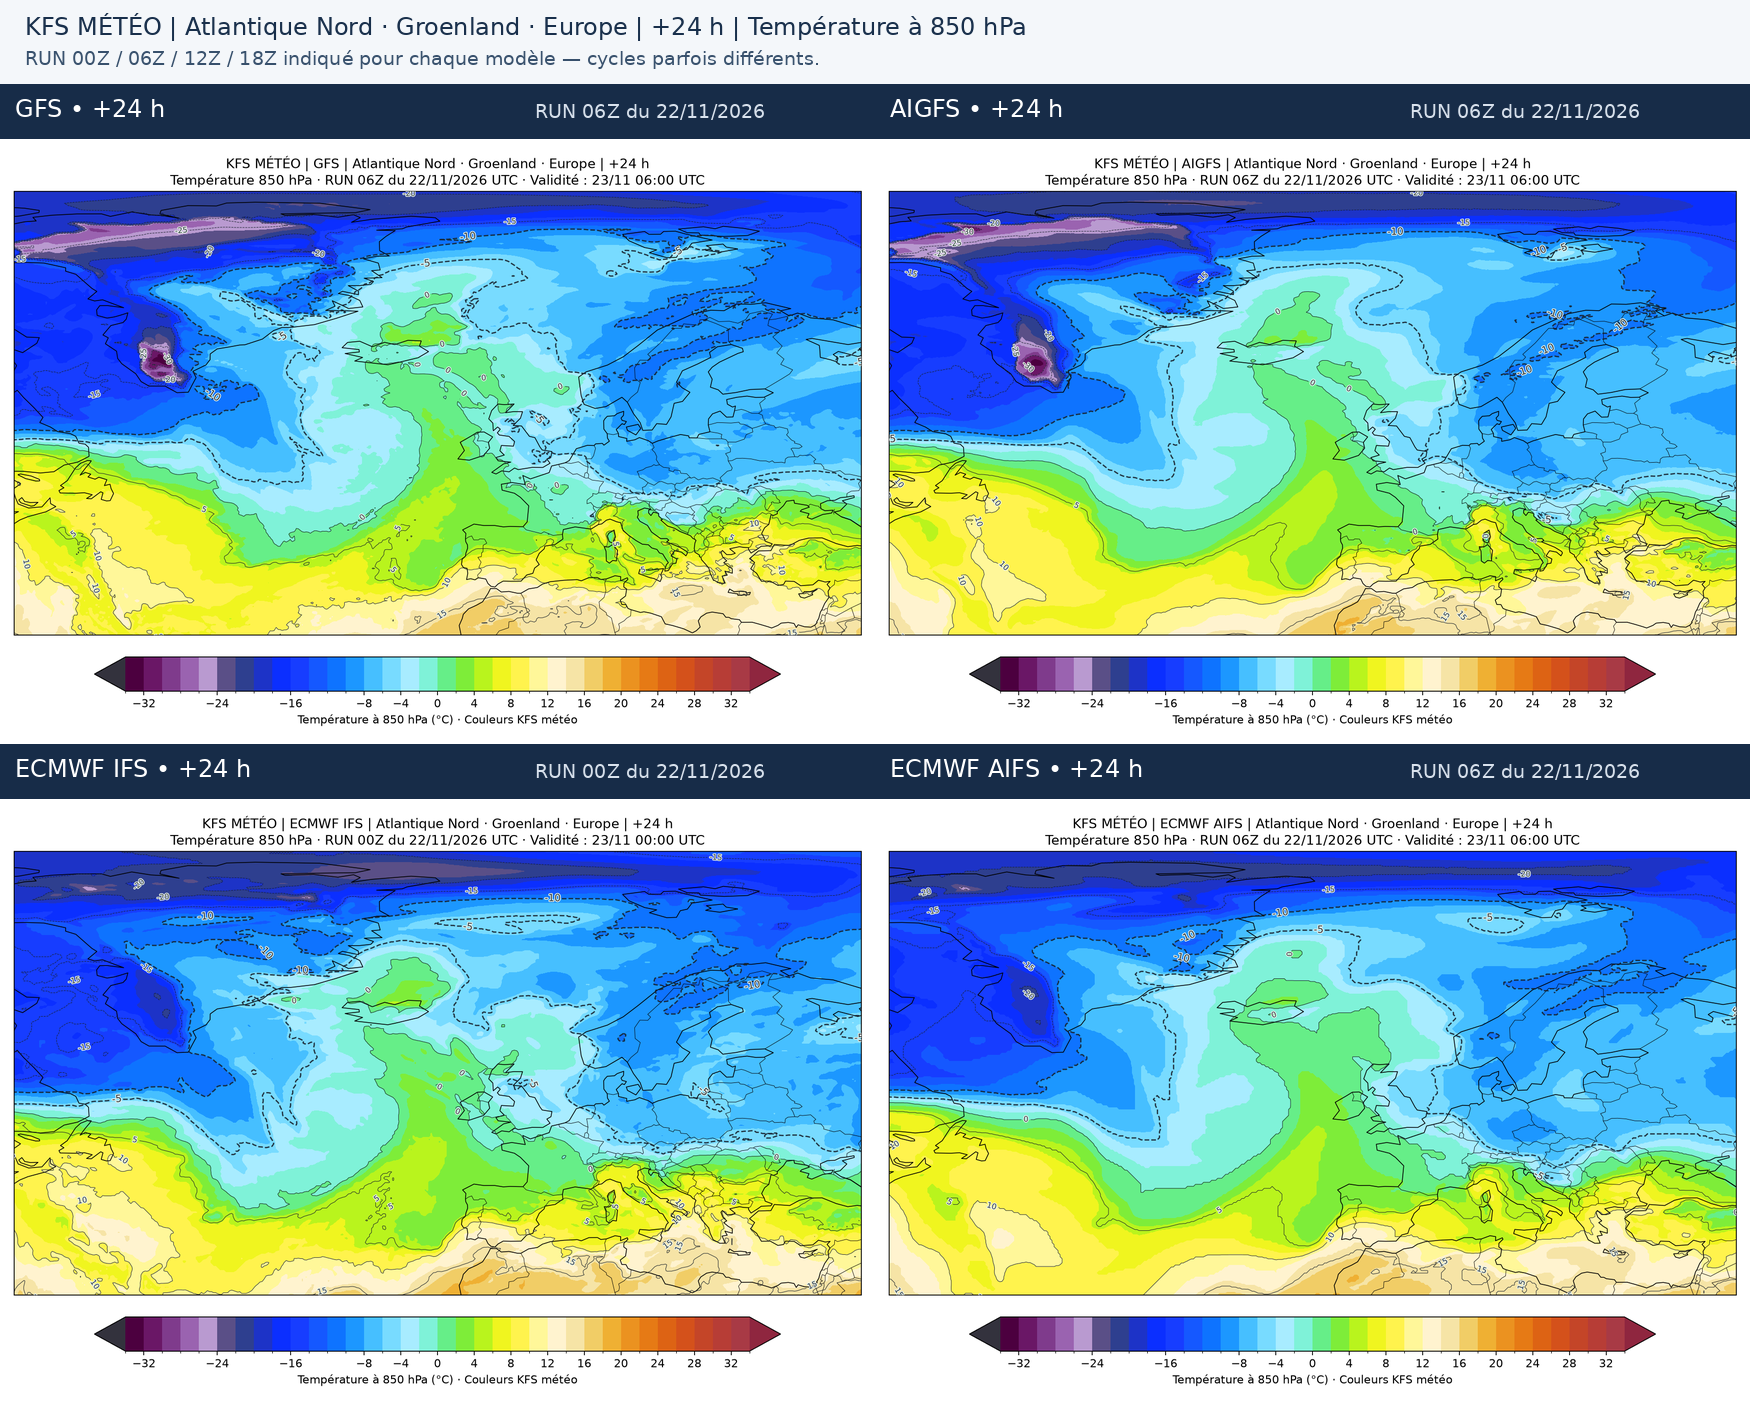 KFS MÉTÉO | Atlantique Nord · Groenland · Europe | +24 h | Température à 850 hPa
RUN 00Z / 06Z / 12Z / 18Z indiqué pour chaque modèle — cycles parfois différents.
GFS • +24 h
RUN 06Z du 22/11/2026
KFS MÉTÉO | GFS | Atlantique Nord · Groenland · Europe | +24 h
Température 850 hPa · RUN 06Z du 22/11/2026 UTC · Validité : 23/11 06:00 UTC
−32 −24 −16 −8 −4 0 4 8 12 16 20 24 28 32
Température à 850 hPa (°C) · Couleurs KFS météo
AIGFS • +24 h
RUN 06Z du 22/11/2026
KFS MÉTÉO | AIGFS | Atlantique Nord · Groenland · Europe | +24 h
Température 850 hPa · RUN 06Z du 22/11/2026 UTC · Validité : 23/11 06:00 UTC
−32 −24 −16 −8 −4 0 4 8 12 16 20 24 28 32
Température à 850 hPa (°C) · Couleurs KFS météo
ECMWF IFS • +24 h
RUN 00Z du 22/11/2026
KFS MÉTÉO | ECMWF IFS | Atlantique Nord · Groenland · Europe | +24 h
Température 850 hPa · RUN 00Z du 22/11/2026 UTC · Validité : 23/11 00:00 UTC
−32 −24 −16 −8 −4 0 4 8 12 16 20 24 28 32
Température à 850 hPa (°C) · Couleurs KFS météo
ECMWF AIFS • +24 h
RUN 06Z du 22/11/2026
KFS MÉTÉO | ECMWF AIFS | Atlantique Nord · Groenland · Europe | +24 h
Température 850 hPa · RUN 06Z du 22/11/2026 UTC · Validité : 23/11 06:00 UTC
−32 −24 −16 −8 −4 0 4 8 12 16 20 24 28 32
Température à 850 hPa (°C) · Couleurs KFS météo